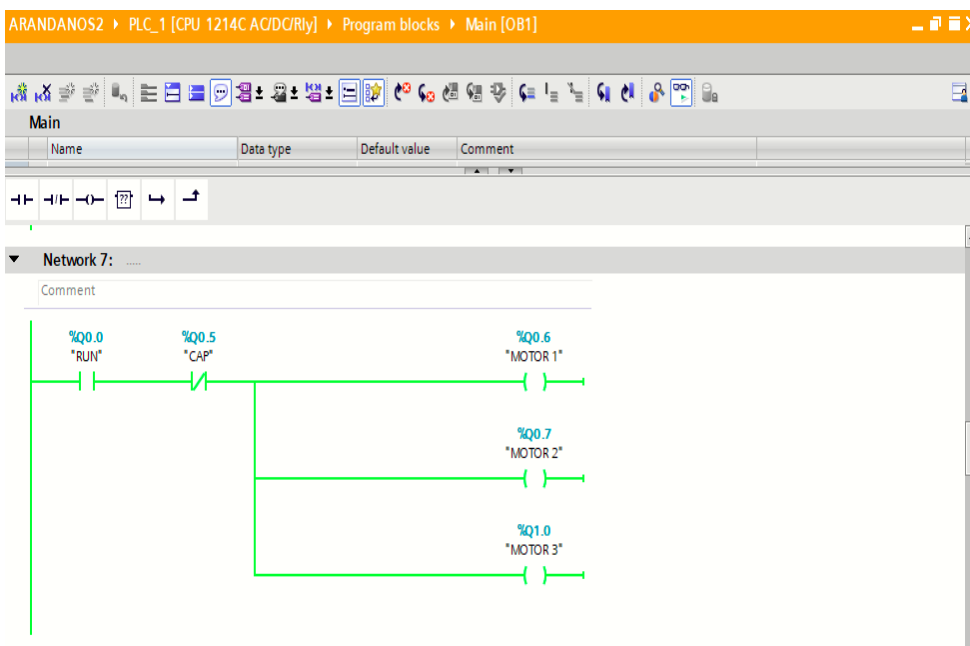 ARANDANOS2 ▸ PLC_1 [CPU 1214C AC/DC/Rly] ▸ Program blocks ▸ Main [OB1]
Main
Name Data type Default value Comment
Network 7: .....
Comment
%Q0.0 %Q0.5 %Q0.6
"RUN" "CAP" "MOTOR 1"
%Q0.7
"MOTOR 2"
%Q1.0
"MOTOR 3"